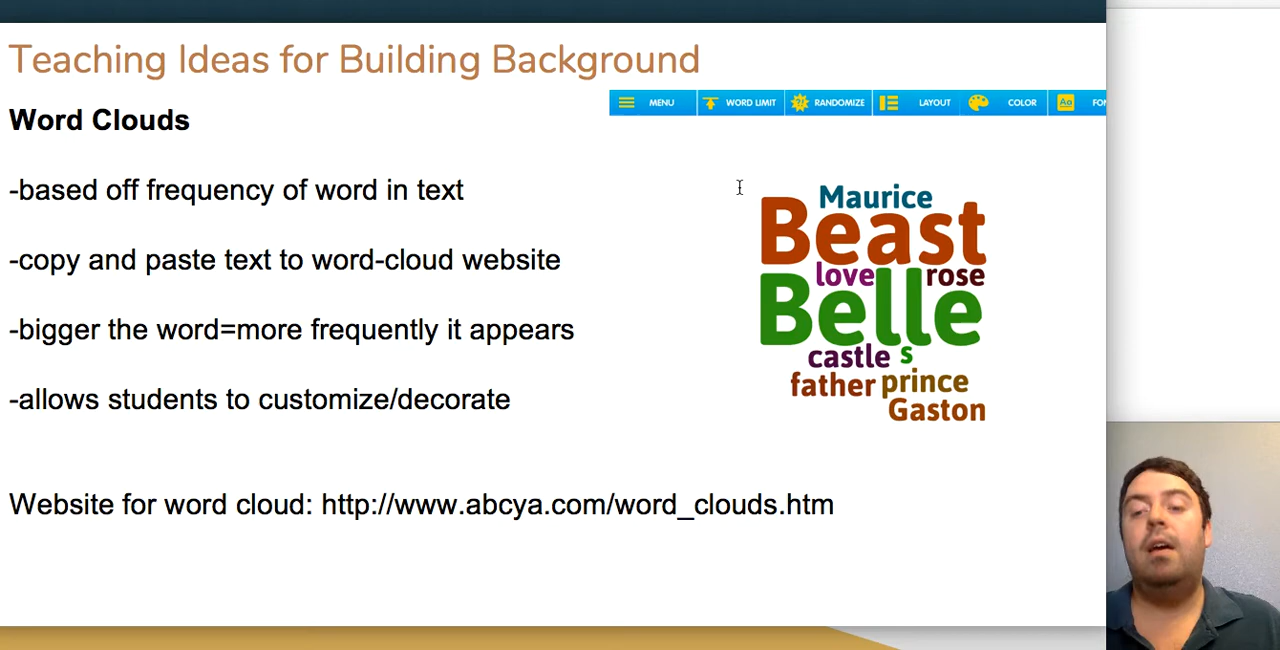 Teaching Ideas for Building Background
Word Clouds
-based off frequency of word in text
-copy and paste text to word-cloud website
-bigger the word=more frequently it appears
-allows students to customize/decorate
Website for word cloud: http://www.abcya.com/word_clouds.htm
MENU WORD LIMIT RANDOMIZE LAYOUT COLOR
Maurice
Beast
love rose
Belle
castle s
father prince
Gaston